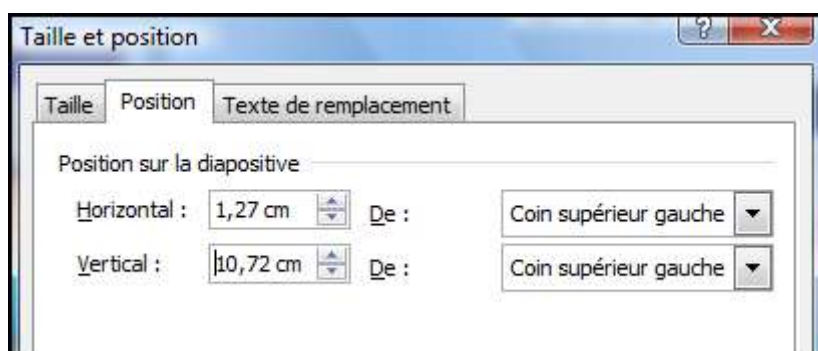 Taille et position
Taille Position Texte de remplacement
Position sur la diapositive
Horizontal : 1,27 cm De : Coin supérieur gauche
Vertical : 10,72 cm De : Coin supérieur gauche